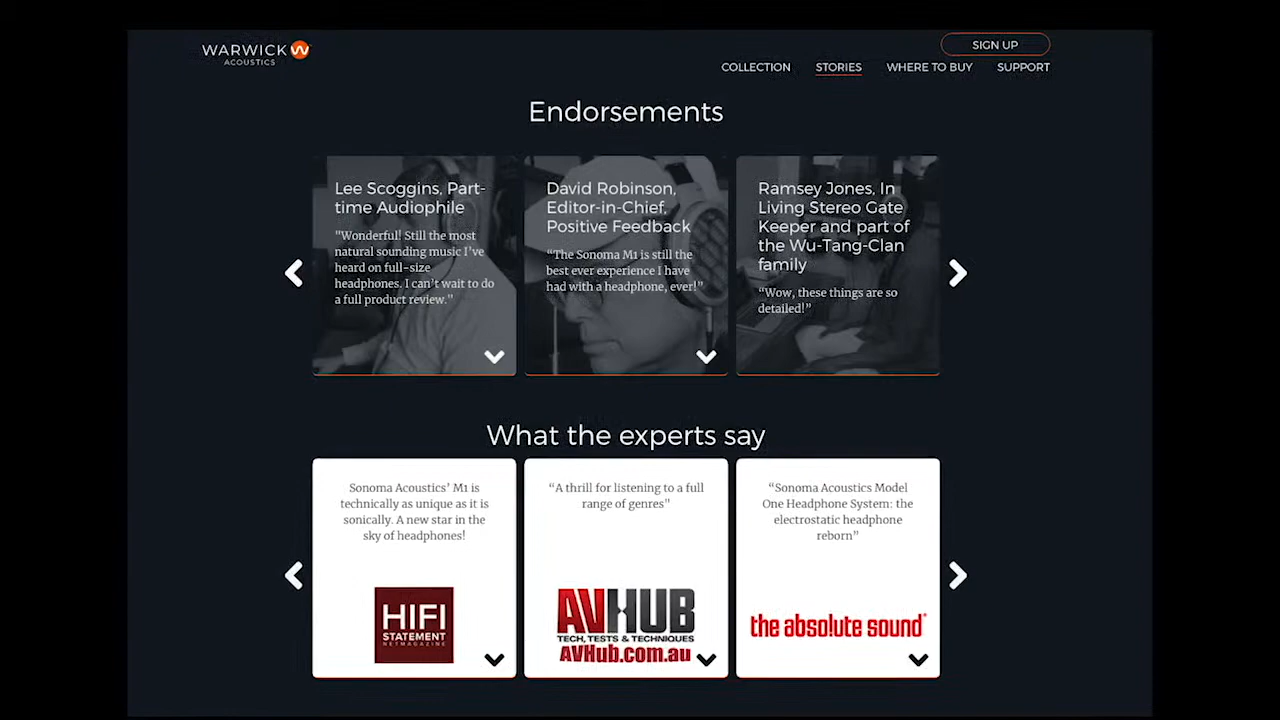 WARWICK
ACOUSTICS
SIGN UP
COLLECTION STORIES WHERE TO BUY SUPPORT
Endorsements
Lee Scoggins, Part-
time Audiophile
"Wonderful! Still the most
natural sounding music I've
heard on full-size
headphones. I can’t wait to do
a full product review.”
David Robinson,
Editor-in-Chief,
Positive Feedback
“The Sonoma M1 is still the
best ever experience I have
had with a headphone, ever!”
Ramsey Jones, In
Living Stereo Gate
Keeper and part of
the Wu-Tang-Clan
family
“Wow, these things are so
detailed!”
What the experts say
Sonoma Acoustics’ M1 is
technically as unique as it is
sonically. A new star in the
sky of headphones!
HIFI
STATEMENT
NETMAGAZINE
“A thrill for listening to a full
range of genres"
AVHUB
TECH, TESTS & TECHNIQUES
AVHub.com.au
“Sonoma Acoustics Model
One Headphone System: the
electrostatic headphone
reborn”
the absolute sound